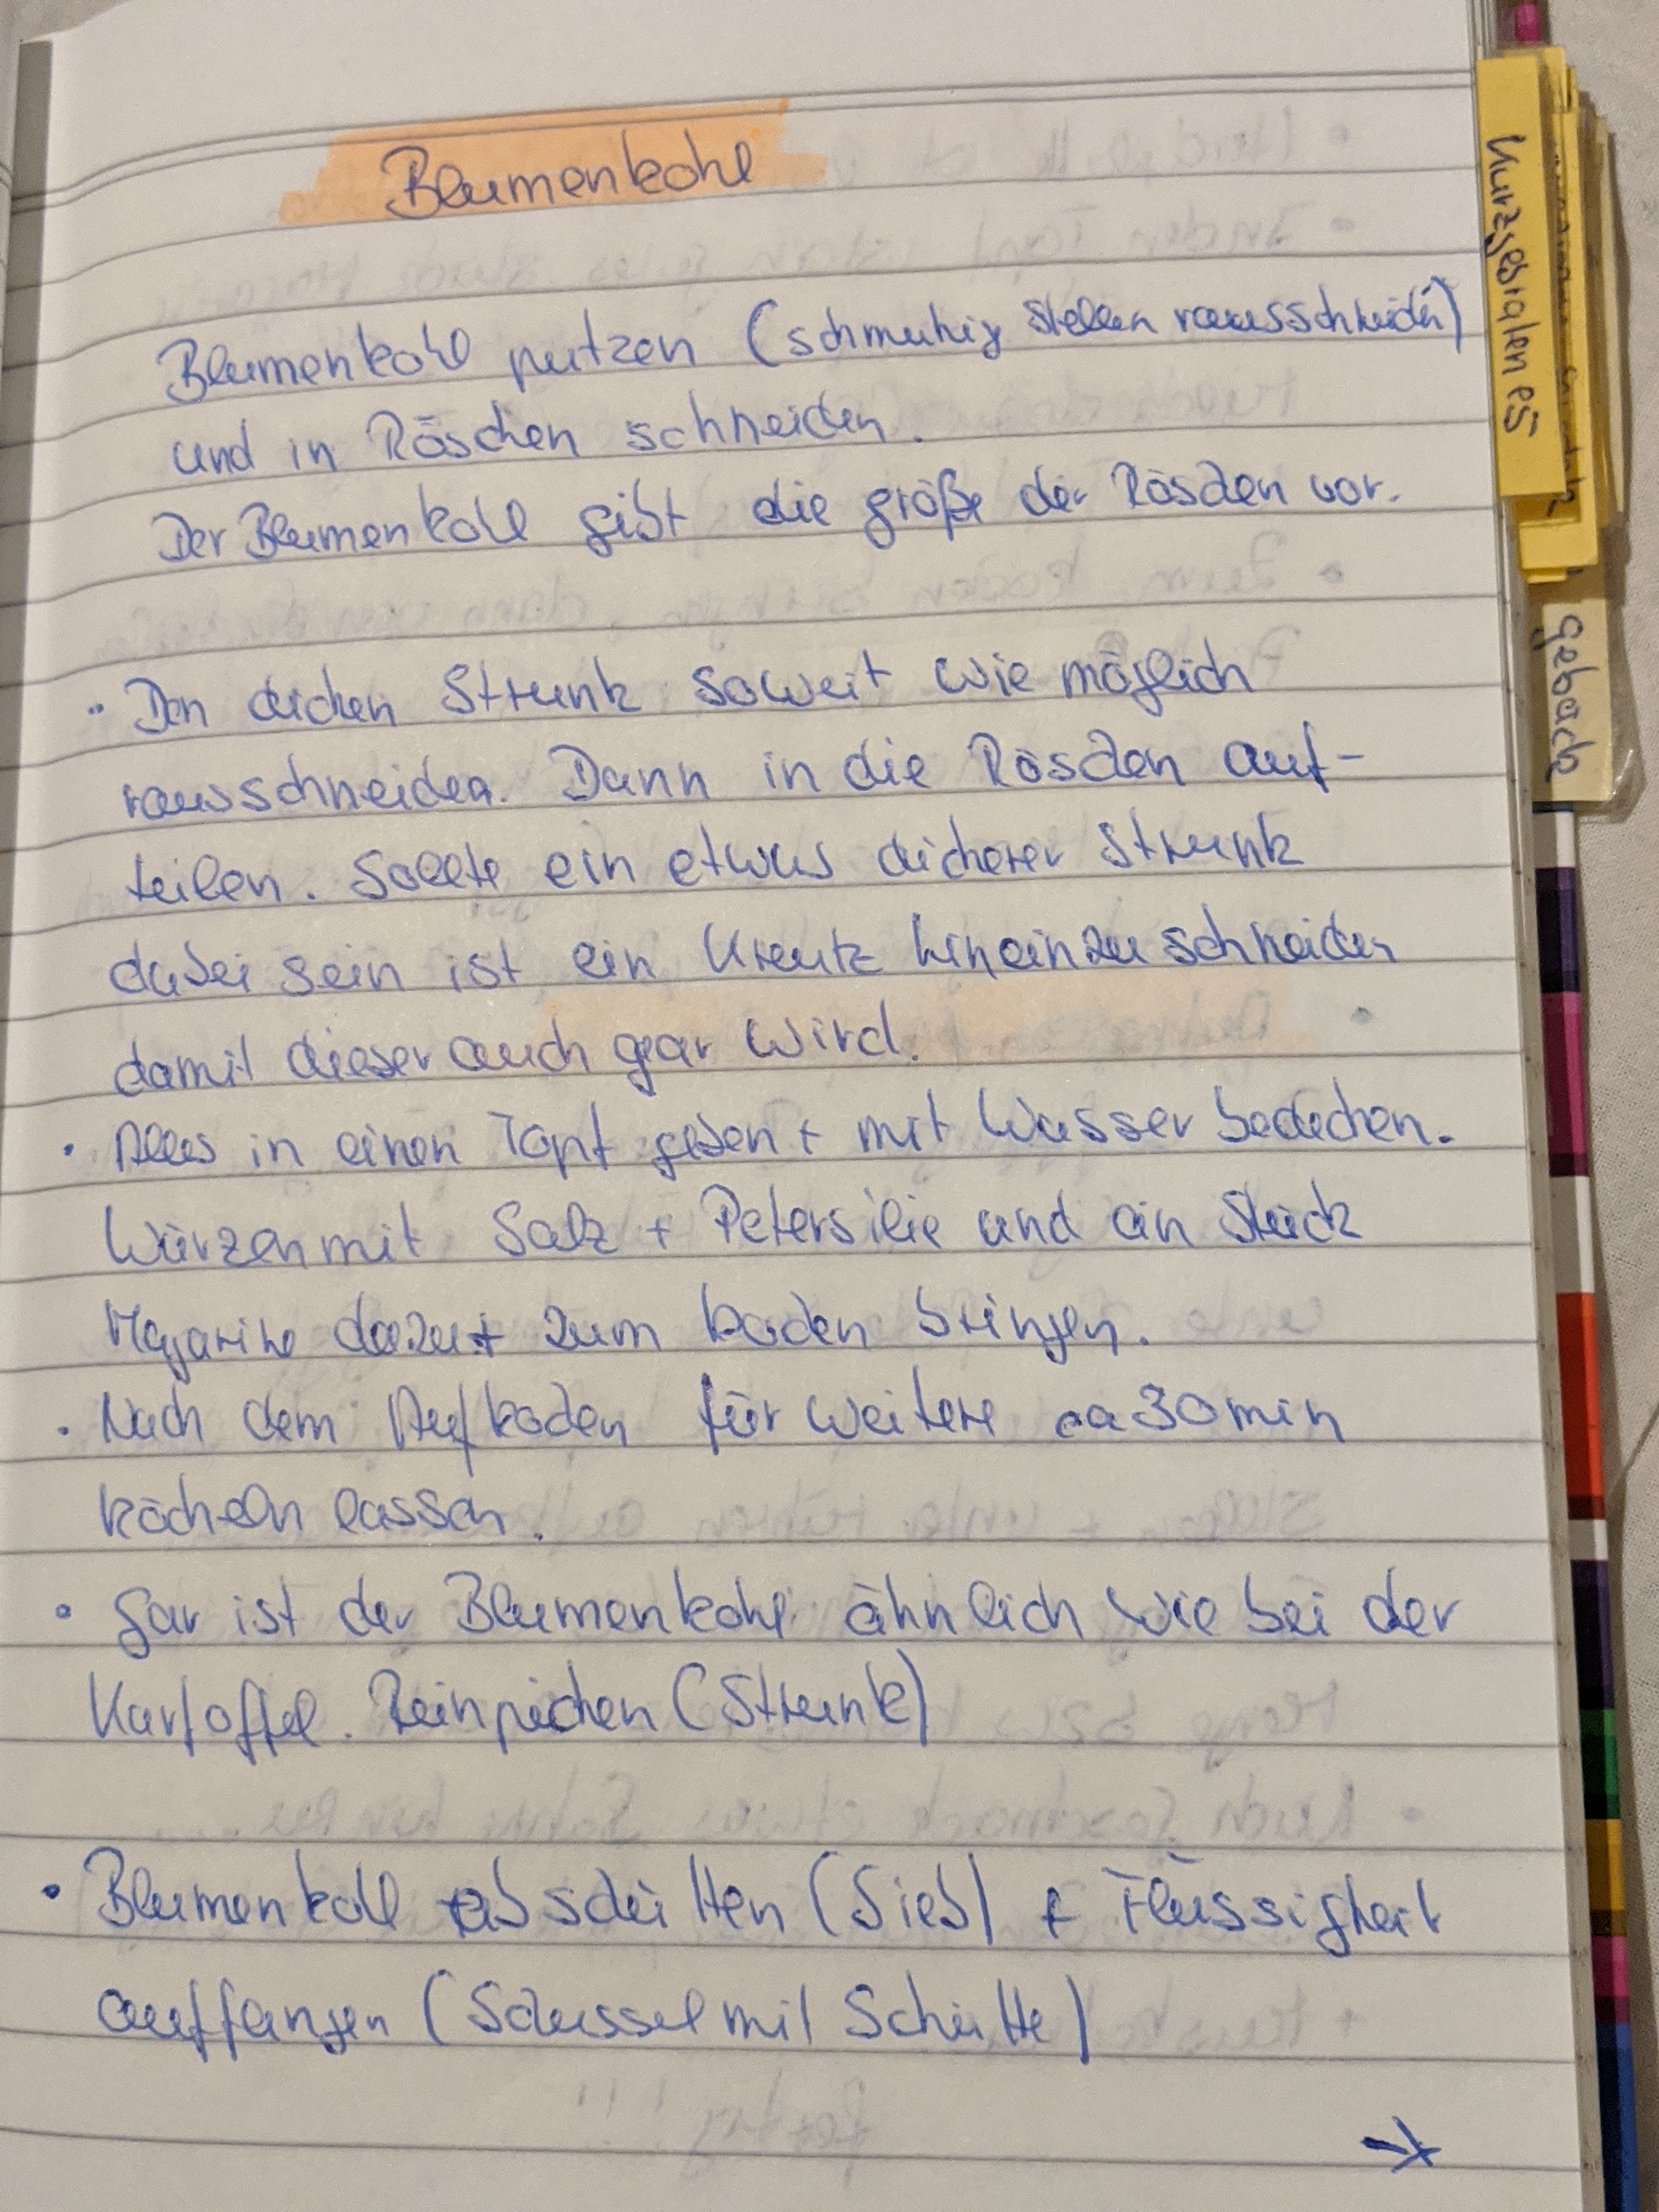 Blumenkohl
Blumenkohl putzen (schmutzig stellen rausschneiden)
und in Röschen schneiden.
Der Blumenkohl gibt die größe der Röschen vor.
• Den dicken Strunk soweit wie möglich
rausschneiden. Dann in die Röschen auf-
teilen. Sollte ein etwas dickerer Strunk
dabei sein ist ein Kreutz hineinzuschneiden
damit dieser auch gar wird.
• Alles in einen Topf geben + mit Wasser bedecken.
Würzen mit Salz + Petersilie und ein Stück
Magarine dazu + zum kochen bringen.
• Nach dem Aufkochen für weitere ca 30 min
köcheln lassen.
• Gar ist der Blumenkohl ähnlich wie bei der
Kartoffel. Reinpicken (Strunk)
• Blumenkohl abschütten (Sieb) + Flüssigkeit
auffangen (Schüssel mit Schütte)
→
Kurzgebratenes
Gebäck